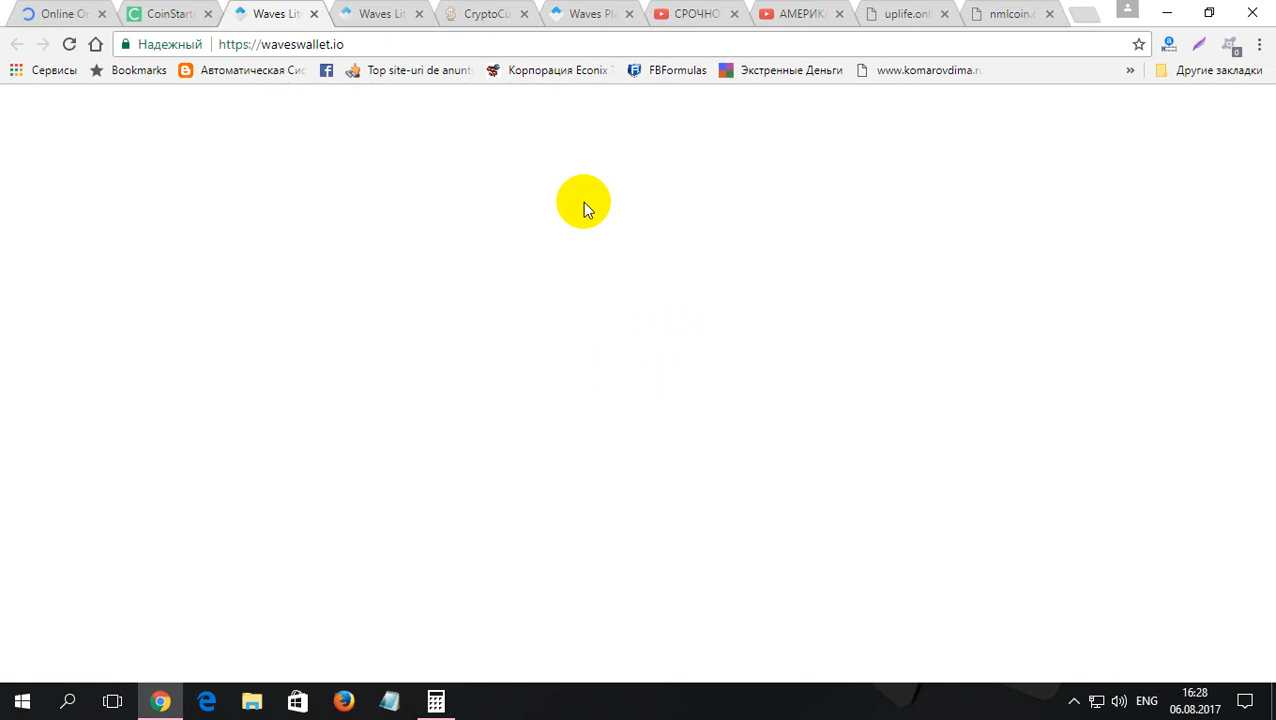 Online Or CoinStart Waves Lit Waves Lit CryptoCu Waves Pla СРОЧНО АМЕРИК uplife.onl nmlcoin.c
Надежный https://waveswallet.io
Сервисы Bookmarks Автоматическая Сис Top site-uri de anunt Корпорация Econix T FBFormulas Экстренные Деньги www.komarovdima.ru » Другие закладки
0
ENG
16:28
06.08.2017